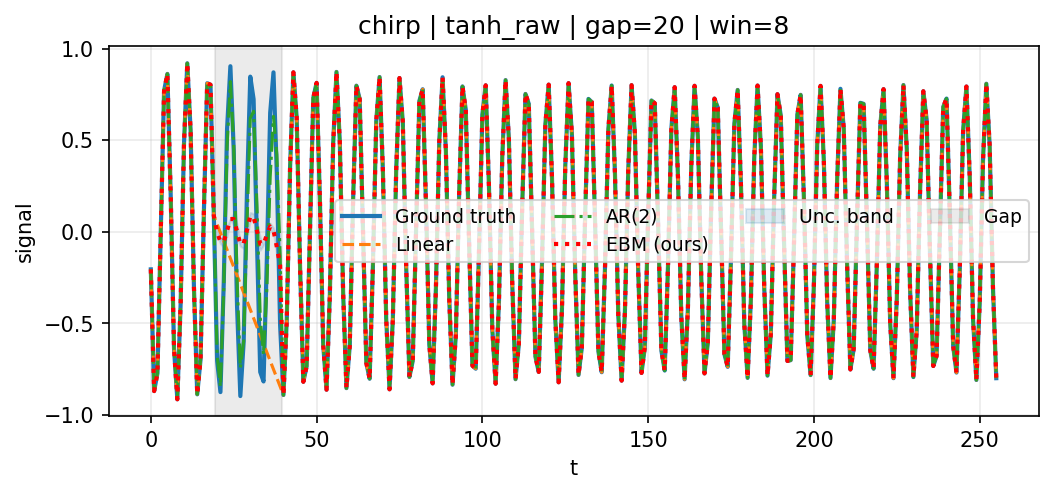 chirp | tanh_raw | gap=20 | win=8
1.0
0.5
0.0
−0.5
−1.0
signal
Ground truth AR(2) Unc. band Gap
Linear EBM (ours)
0 50 100 150 200 250
t